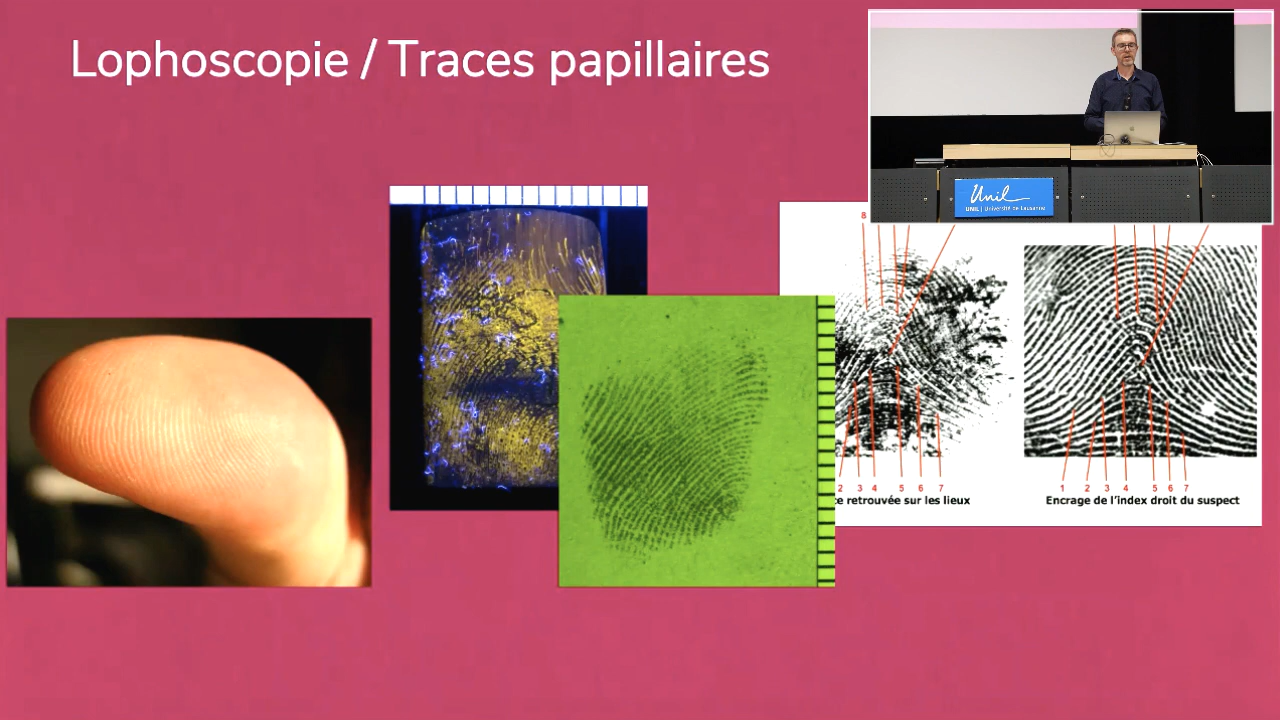 Lophoscopie / Traces papillaires
Unil
UNIL | Université de Lausanne
8
2 3 4 5 6 7
1 2 3 4 5 6 7
retrouvée sur les lieux
Encrage de l'index droit du suspect